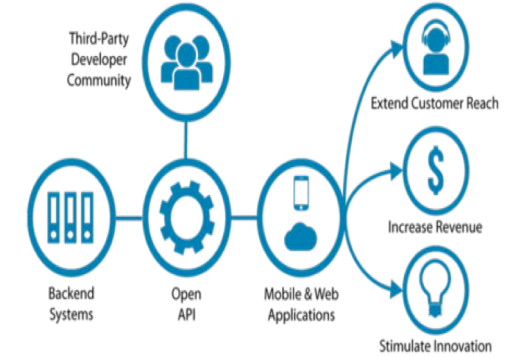 Third-Party
Developer
Community
Extend Customer Reach
$
Increase Revenue
Backend
Systems
Open
API
Mobile & Web
Applications
Stimulate Innovation